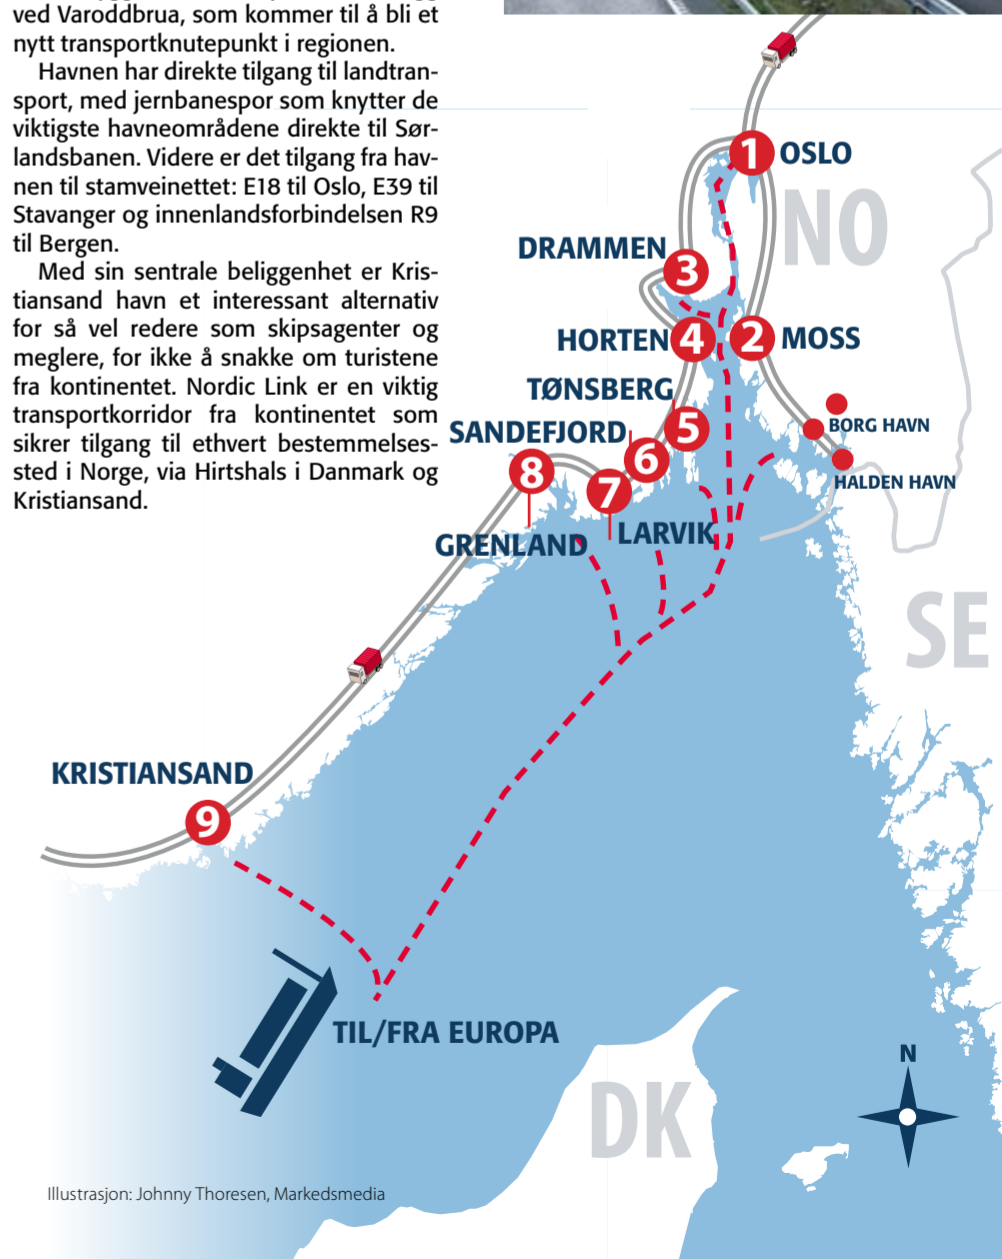 ved Varoddbrua, som kommer til å bli et
nytt transportknutepunkt i regionen.
Havnen har direkte tilgang til landtran-
sport, med jernbanespor som knytter de
viktigste havneområdene direkte til Sør-
landsbanen. Videre er det tilgang fra hav-
nen til stamveinettet: E18 til Oslo, E39 til
Stavanger og innenlandsforbindelsen R9
til Bergen.
Med sin sentrale beliggenhet er Kris-
tiansand havn et interessant alternativ
for så vel redere som skipsagenter og
meglere, for ikke å snakke om turistene
fra kontinentet. Nordic Link er en viktig
transportkorridor fra kontinentet som
sikrer tilgang til ethvert bestemmelses-
sted i Norge, via Hirtshals i Danmark og
Kristiansand.
1 OSLO
NO
DRAMMEN
3
HORTEN 4
2 MOSS
TØNSBERG
5
BORG HAVN
SANDEFJORD
6
8
7
HALDEN HAVN
LARVIK
GRENLAND
SE
KRISTIANSAND
9
TIL/FRA EUROPA
N
DK
Illustrasjon: Johnny Thoresen, Markedsmedia